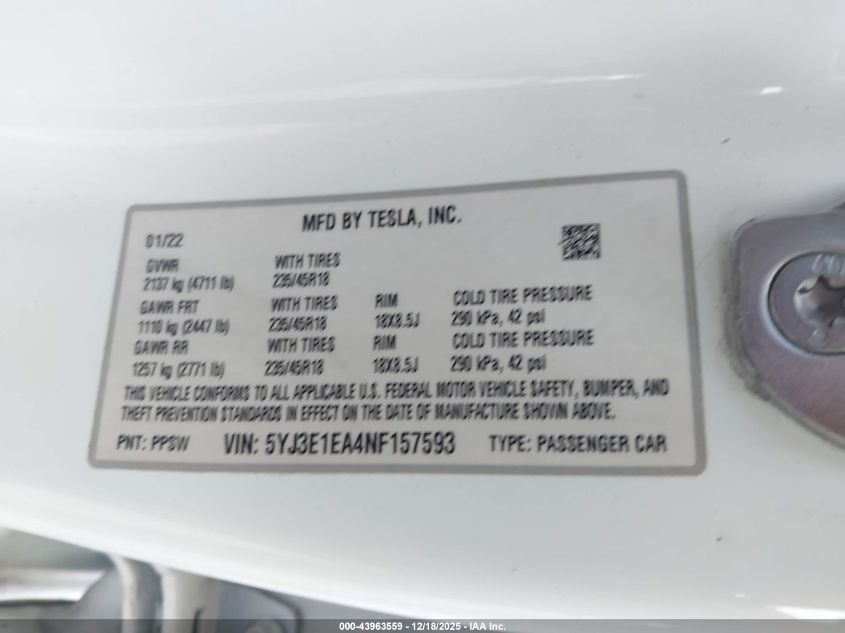 MFD BY TESLA, INC.
01/22
GVWR WITH TIRES
2137 kg (4711 lb) 235/45R18
GAWR FRT WITH TIRES RIM COLD TIRE PRESSURE
1110 kg (2447 lb) 235/45R18 18X8.5J 290 kPa, 42 psi
GAWR RR WITH TIRES RIM COLD TIRE PRESSURE
1257 kg (2771 lb) 235/45R18 18X8.5J 290 kPa, 42 psi
THIS VEHICLE CONFORMS TO ALL APPLICABLE U.S. FEDERAL MOTOR VEHICLE SAFETY, BUMPER, AND
THEFT PREVENTION STANDARDS IN EFFECT ON THE DATE OF MANUFACTURE SHOWN ABOVE.
PNT: PPSW VIN: 5YJ3E1EA4NF157593 TYPE: PASSENGER CAR
000-43963559 - 12/18/2025 - IAA Inc.